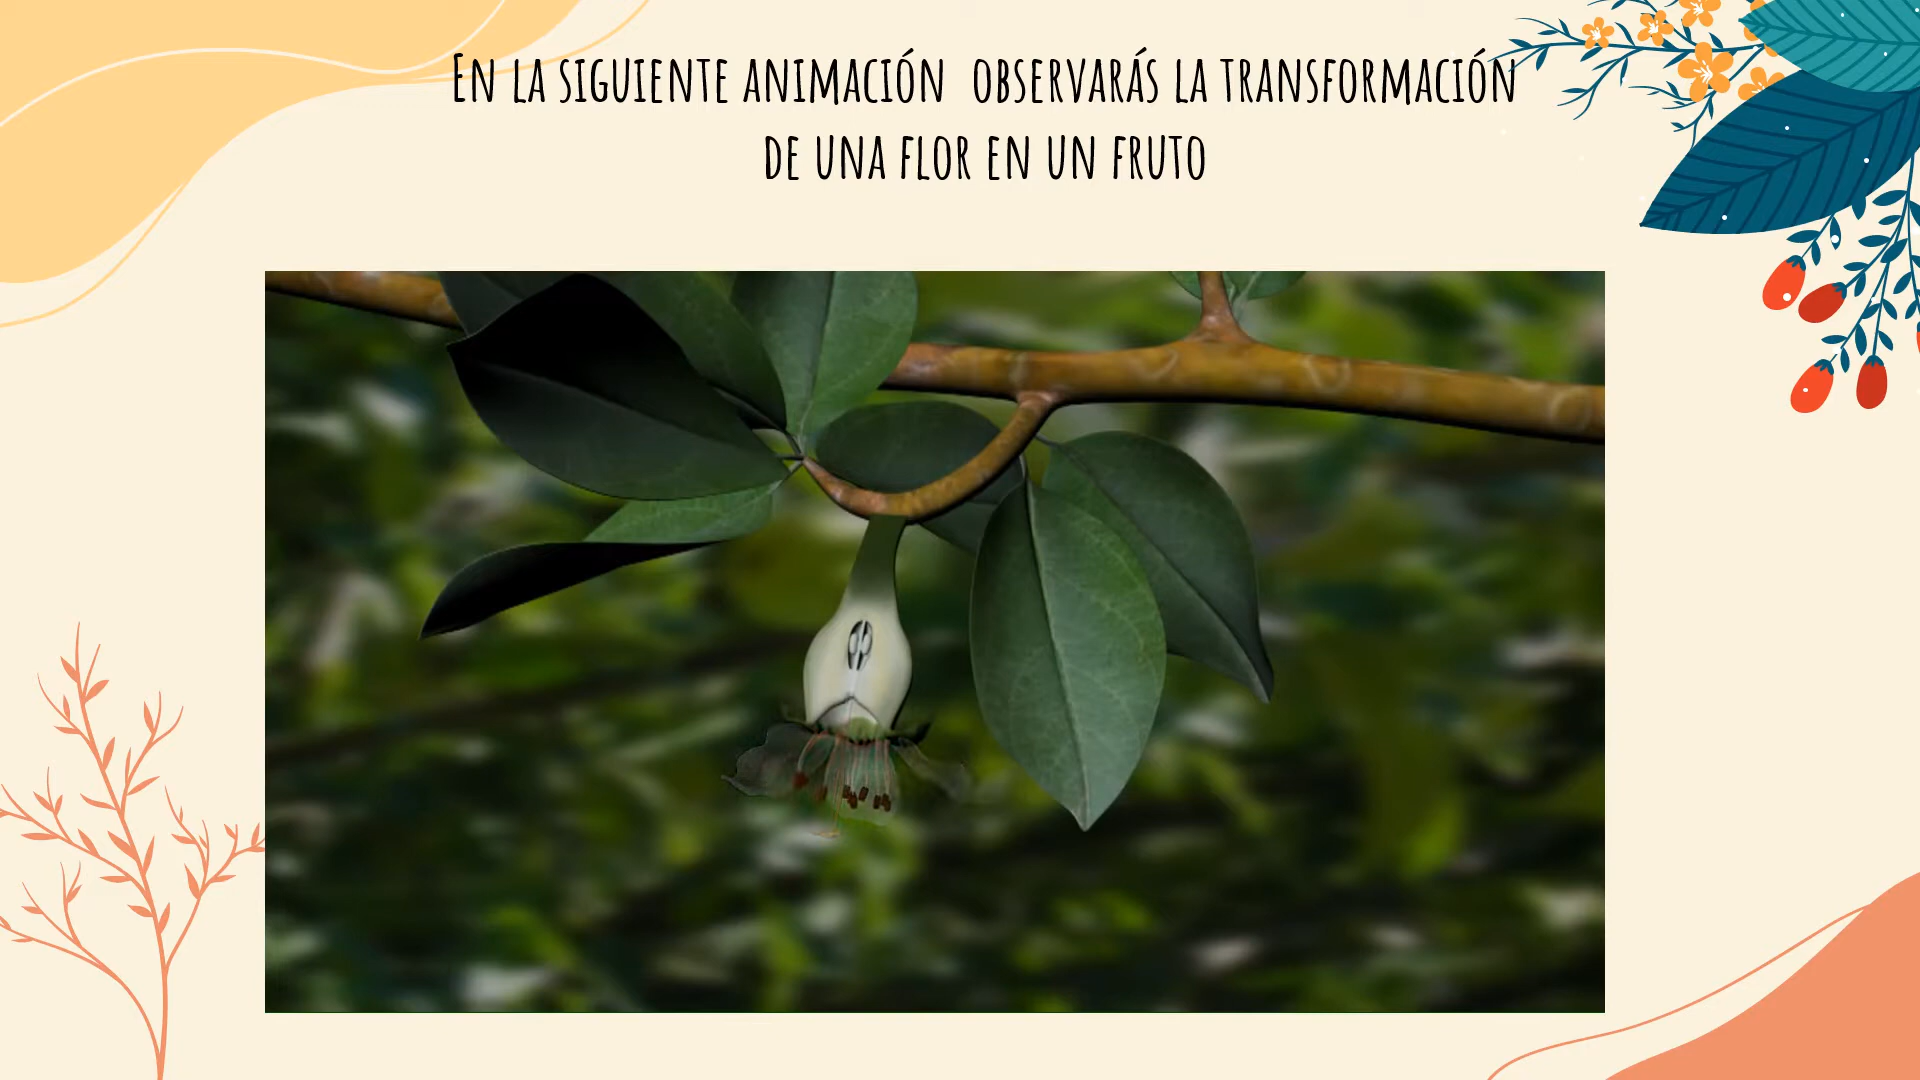 En la siguiente animación observarás la transformación
de una flor en un fruto